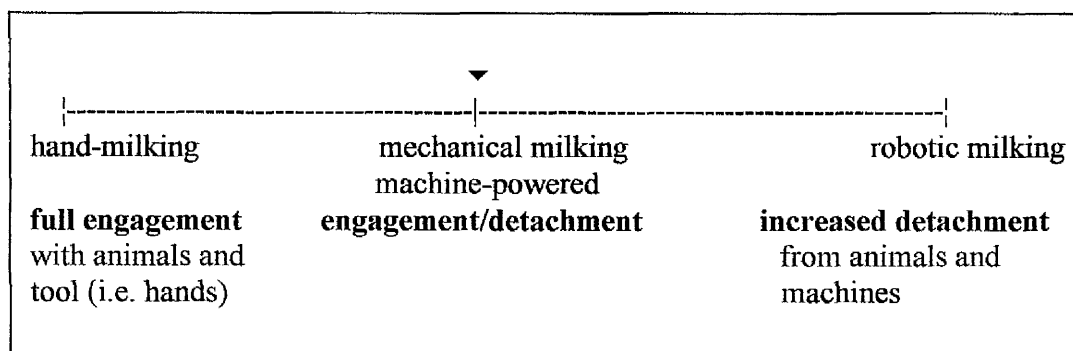 hand-milking mechanical milking robotic milking
machine-powered
full engagement engagement/detachment increased detachment
with animals and from animals and
tool (i.e. hands) machines